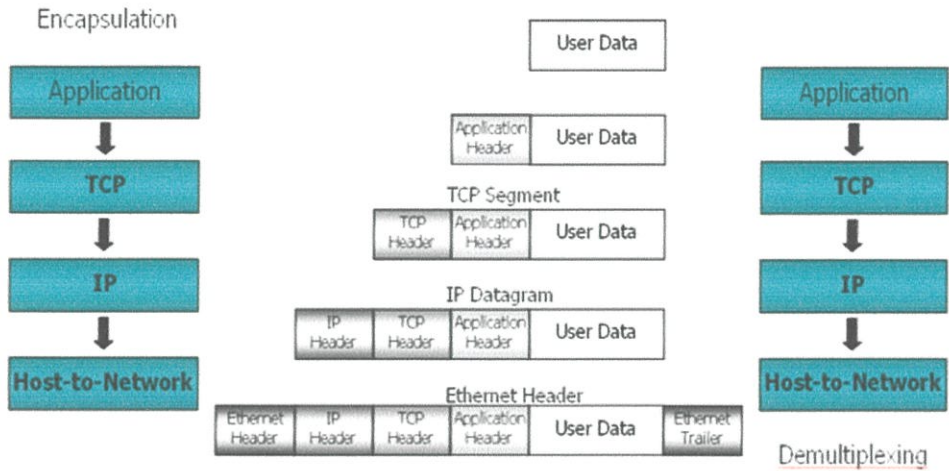 Encapsulation
Application
TCP
IP
Host-to-Network
User Data
Application Header
User Data
TCP Segment
TCP Header
Application Header
User Data
IP Datagram
IP Header
TCP Header
Application Header
User Data
Ethernet Header
Ethernet Header
IP Header
TCP Header
Application Header
User Data
Ethernet Trailer
Application
TCP
IP
Host-to-Network
Demultiplexing